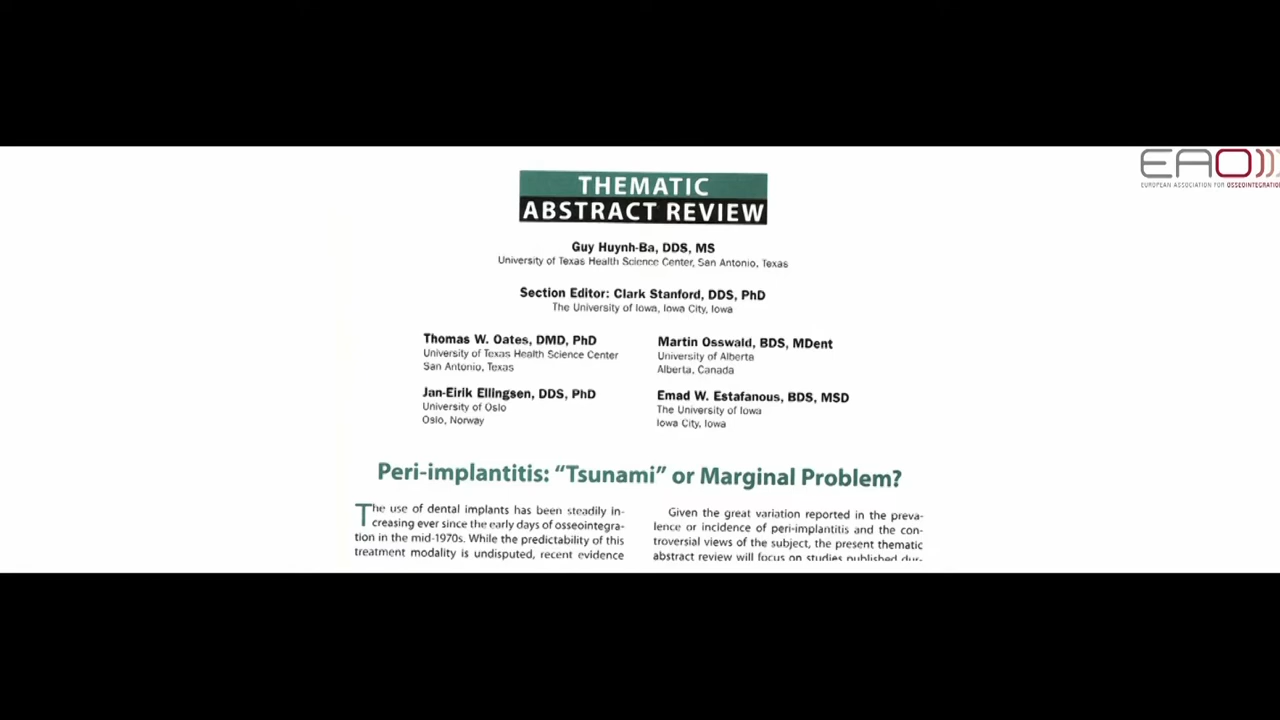 EAO
EUROPEAN ASSOCIATION FOR OSSEOINTEGRATION
THEMATIC
ABSTRACT REVIEW
Guy Huynh-Ba, DDS, MS
University of Texas Health Science Center, San Antonio, Texas
Section Editor: Clark Stanford, DDS, PhD
The University of Iowa, Iowa City, Iowa
Thomas W. Oates, DMD, PhD
University of Texas Health Science Center
San Antonio, Texas
Jan-Eirik Ellingsen, DDS, PhD
University of Oslo
Oslo, Norway
Martin Osswald, BDS, MDent
University of Alberta
Alberta, Canada
Emad W. Estafanous, BDS, MSD
The University of Iowa
Iowa City, Iowa
Peri-implantitis: “Tsunami” or Marginal Problem?
The use of dental implants has been steadily in-
creasing ever since the early days of osseointegra-
tion in the mid-1970s. While the predictability of this
treatment modality is undisputed, recent evidence
Given the great variation reported in the preva-
lence or incidence of peri-implantitis and the con-
troversial views of the subject, the present thematic
abstract review will focus on studies published dur-